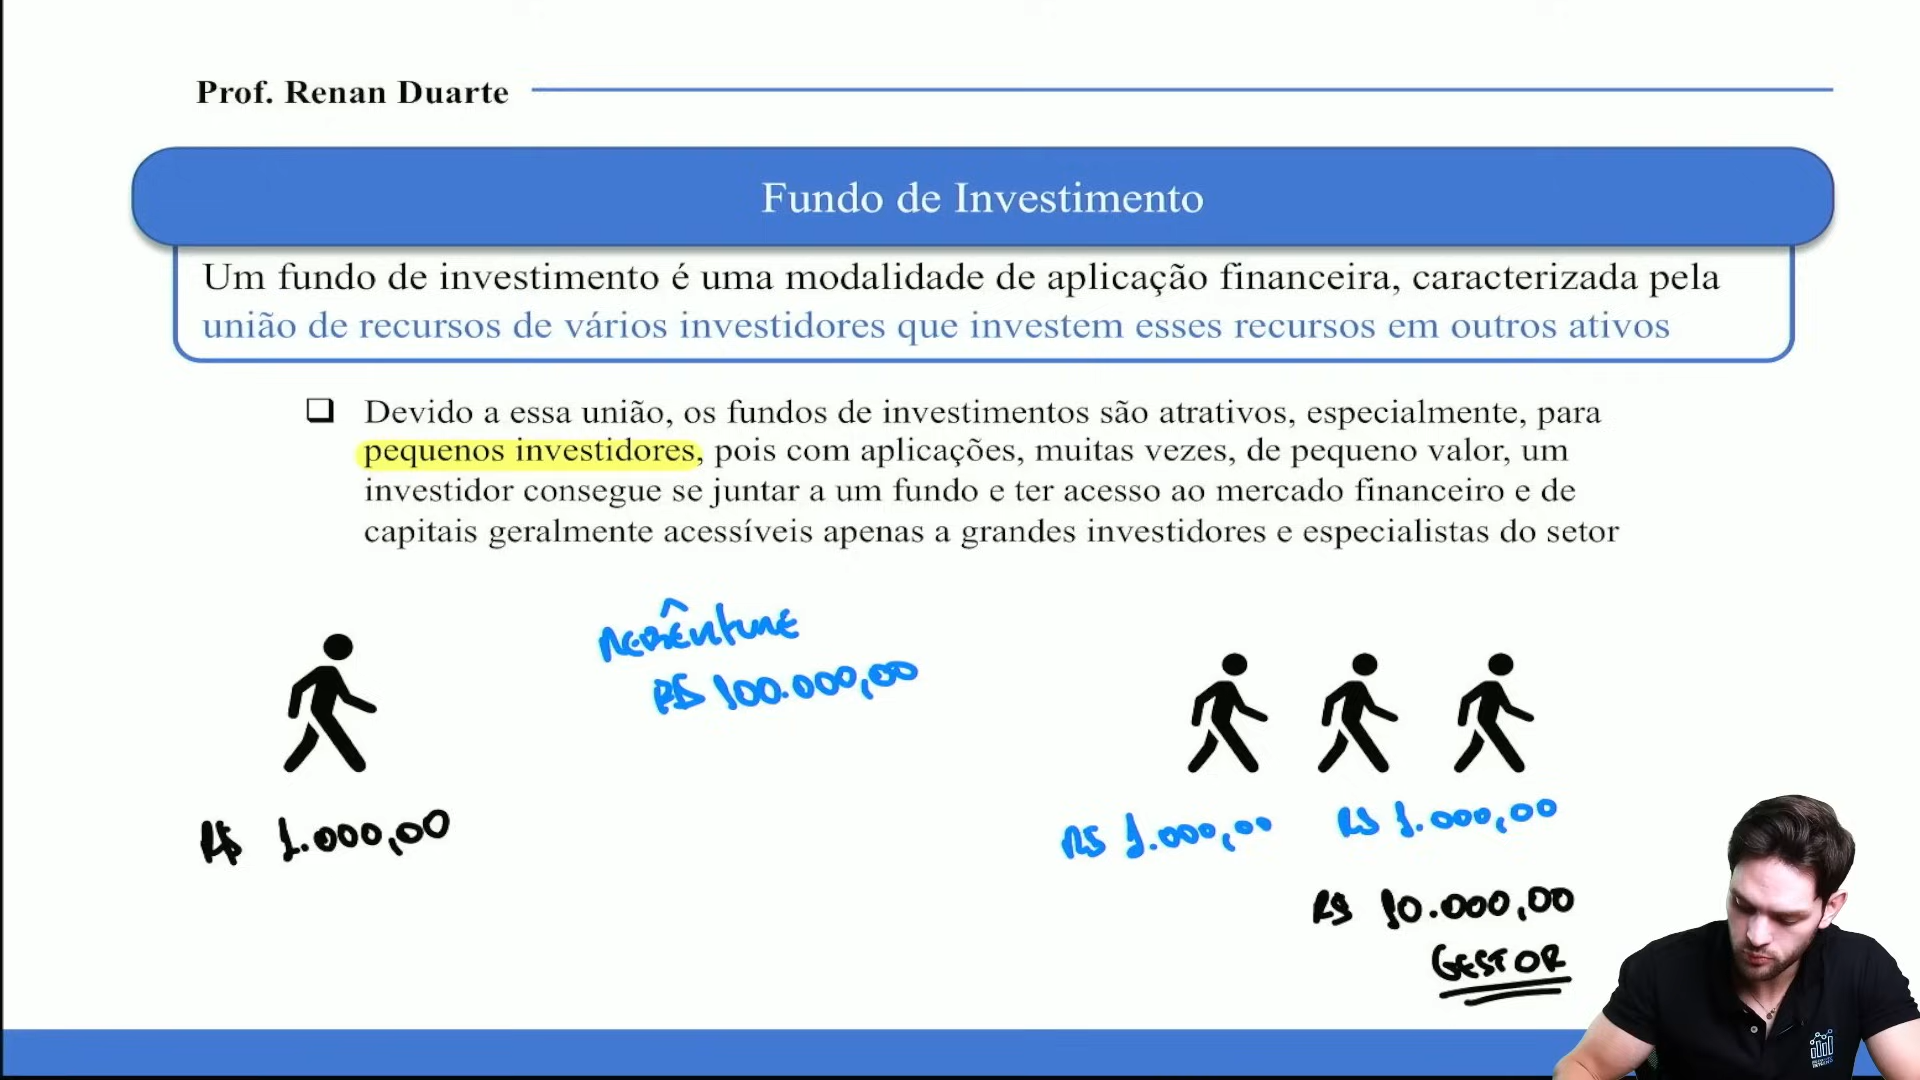 Prof. Renan Duarte
Fundo de Investimento
Um fundo de investimento é uma modalidade de aplicação financeira, caracterizada pela
união de recursos de vários investidores que investem esses recursos em outros ativos
❑ Devido a essa união, os fundos de investimentos são atrativos, especialmente, para
pequenos investidores, pois com aplicações, muitas vezes, de pequeno valor, um
investidor consegue se juntar a um fundo e ter acesso ao mercado financeiro e de
capitais geralmente acessíveis apenas a grandes investidores e especialistas do setor
DEBÊNTURE
R$ 100.000,00
R$ 1.000,00
R$ 1.000,00 R$ 1.000,00
R$ 10.000,00
GESTOR